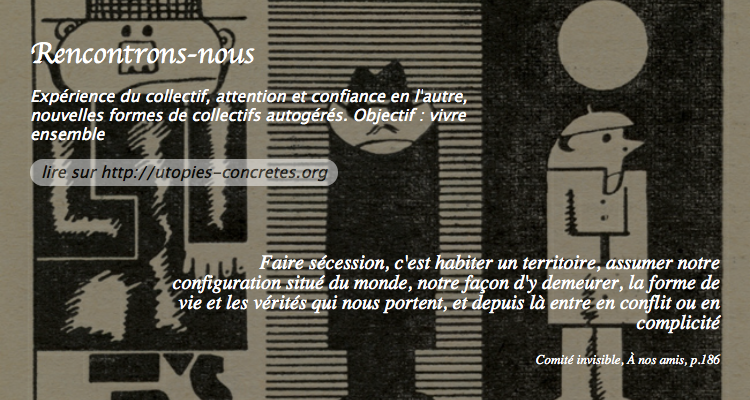 Rencontrons-nous
Expérience du collectif, attention et confiance en l'autre,
nouvelles formes de collectifs autogérés. Objectif : vivre
ensemble
lire sur http://utopies-concretes.org
Faire sécession, c'est habiter un territoire, assumer notre
configuration situé du monde, notre façon d'y demeurer, la forme de
vie et les vérités qui nous portent, et depuis là entre en conflit ou en
complicité
Comité invisible, À nos amis, p.186